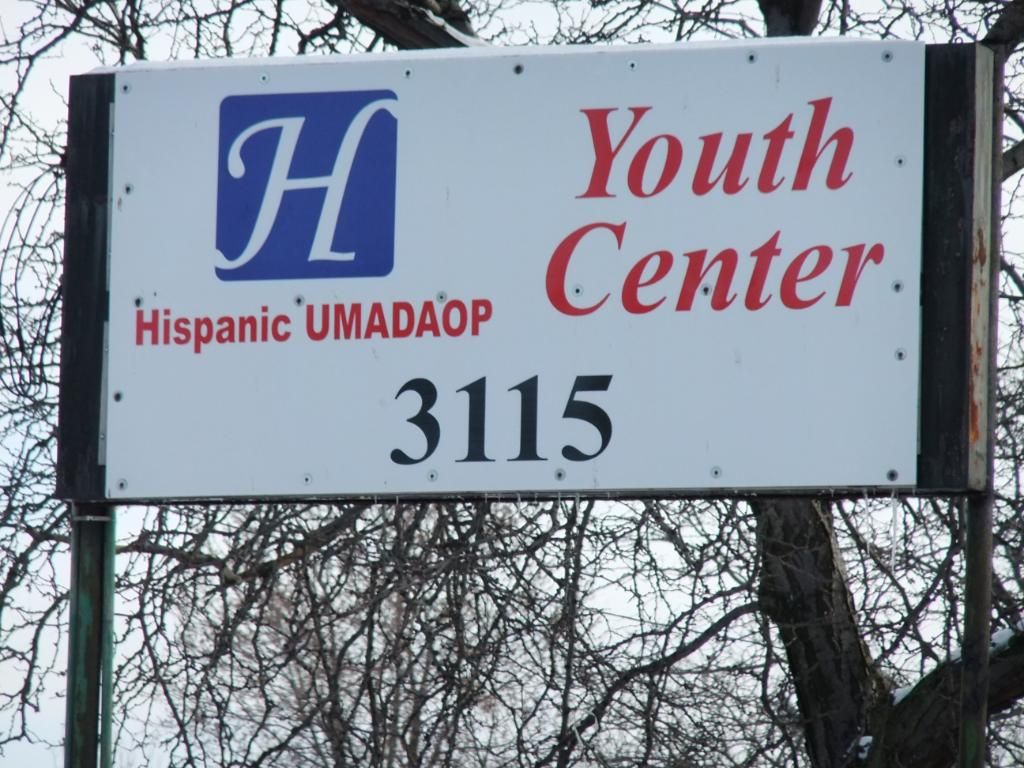 H
Hispanic UMADAOP
Youth
Center
3115